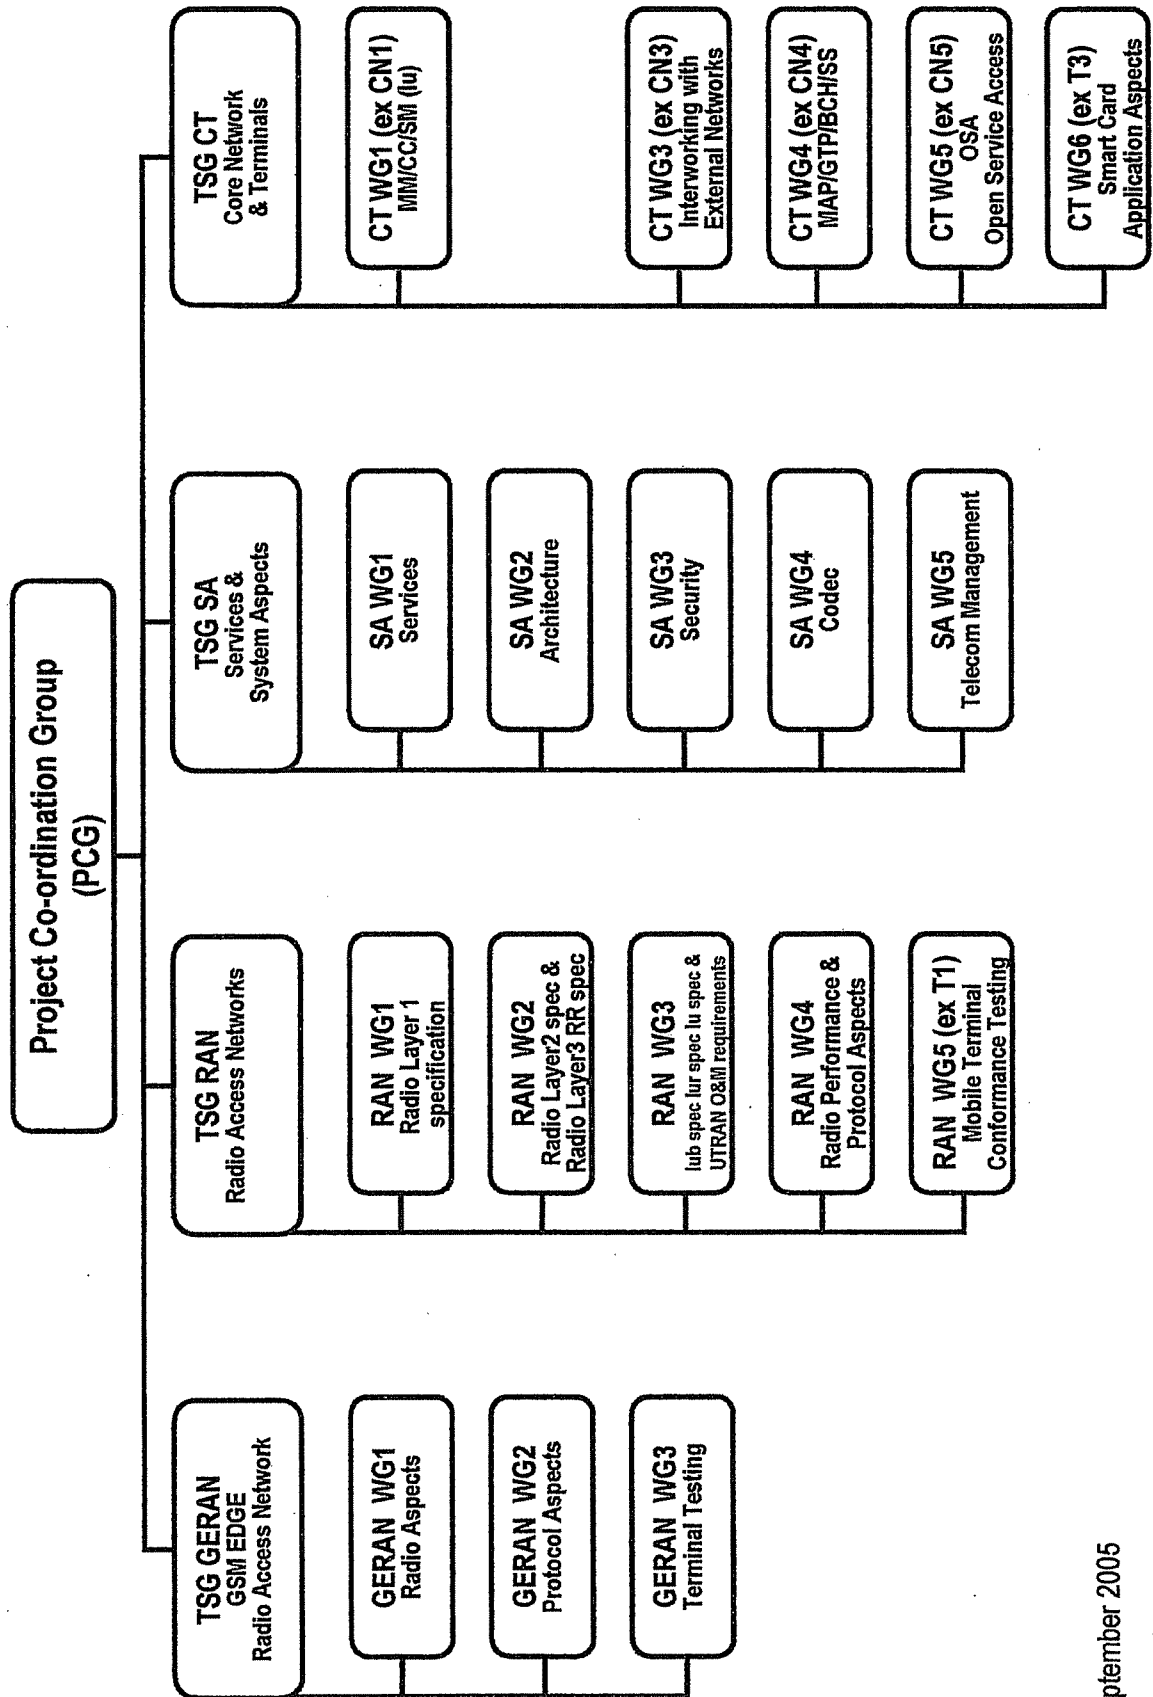 Project Co-ordination Group
(PCG)
TSG GERAN
GSM EDGE
Radio Access Network
GERAN WG1
Radio Aspects
GERAN WG2
Protocol Aspects
GERAN WG3
Terminal Testing
TSG RAN
Radio Access Networks
RAN WG1
Radio Layer 1
specification
RAN WG2
Radio Layer2 spec &
Radio Layer3 RR spec
RAN WG3
Iub spec Iur spec Iu spec &
UTRAN O&M requirements
RAN WG4
Radio Performance &
Protocol Aspects
RAN WG5 (ex T1)
Mobile Terminal
Conformance Testing
TSG SA
Services &
System Aspects
SA WG1
Services
SA WG2
Architecture
SA WG3
Security
SA WG4
Codec
SA WG5
Telecom Management
TSG CT
Core Network
& Terminals
CT WG1 (ex CN1)
MM/CC/SM (Iu)
CT WG3 (ex CN3)
Interworking with
External Networks
CT WG4 (ex CN4)
MAP/GTP/BCH/SS
CT WG5 (ex CN5)
OSA
Open Service Access
CT WG6 (ex T3)
Smart Card
Application Aspects
ptember 2005